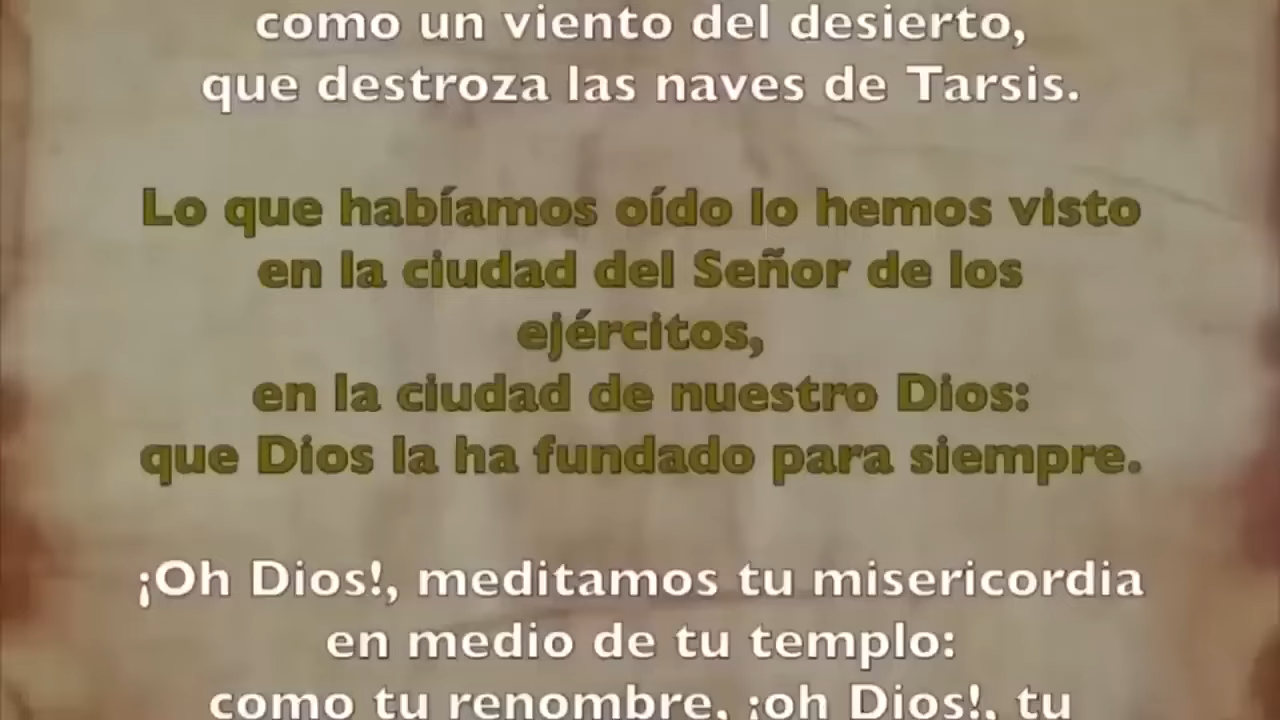 como un viento del desierto,
que destroza las naves de Tarsis.
Lo que habíamos oído lo hemos visto
en la ciudad del Señor de los
ejércitos,
en la ciudad de nuestro Dios:
que Dios la ha fundado para siempre.
¡Oh Dios!, meditamos tu misericordia
en medio de tu templo:
como tu renombre, ¡oh Dios!, tu